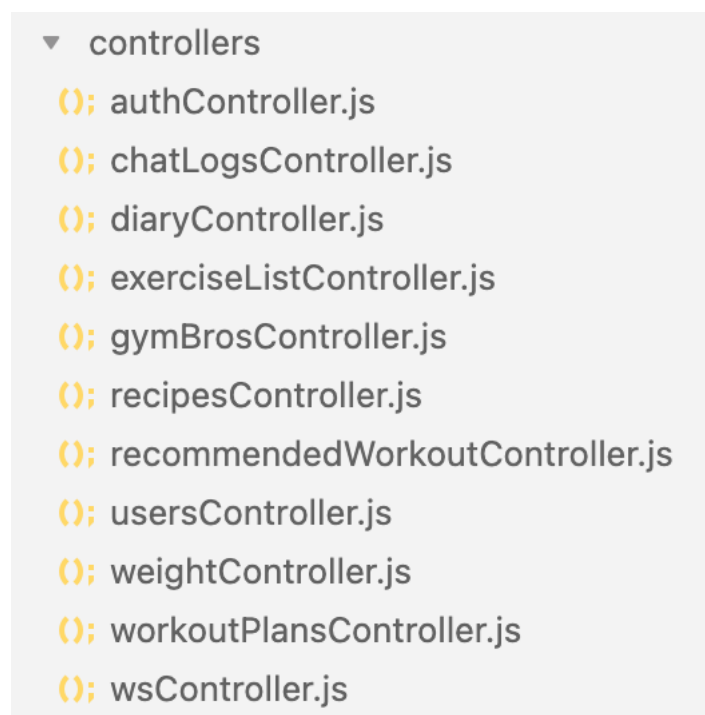 controllers
(); authController.js
(); chatLogsController.js
(); diaryController.js
(); exerciseListController.js
(); gymBrosController.js
(); recipesController.js
(); recommendedWorkoutController.js
(); usersController.js
(); weightController.js
(); workoutPlansController.js
(); wsController.js